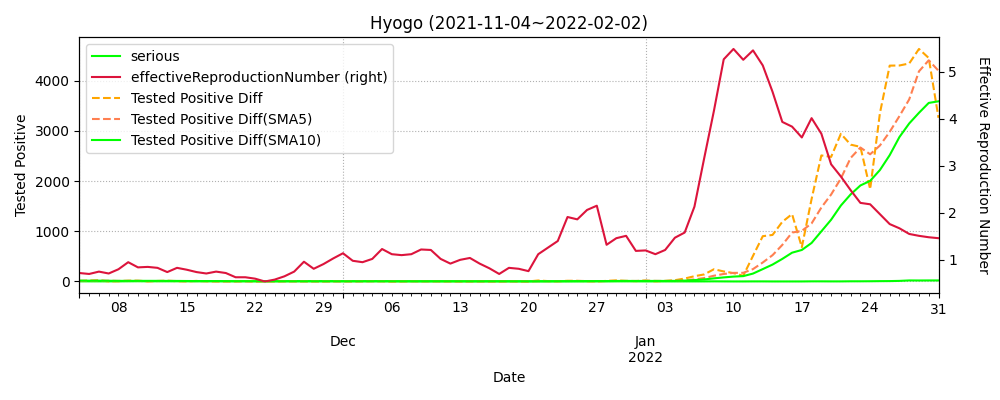 Hyogo (2021-11-04~2022-02-02)
serious
effectiveReproductionNumber (right)
Tested Positive Diff
Tested Positive Diff(SMA5)
Tested Positive Diff(SMA10)
Tested Positive
4000
3000
2000
1000
0
Effective Reproduction Number
5
4
3
2
1
08 15 22 29 06 13 20 27 03 10 17 24 31
Dec Jan
2022
Date